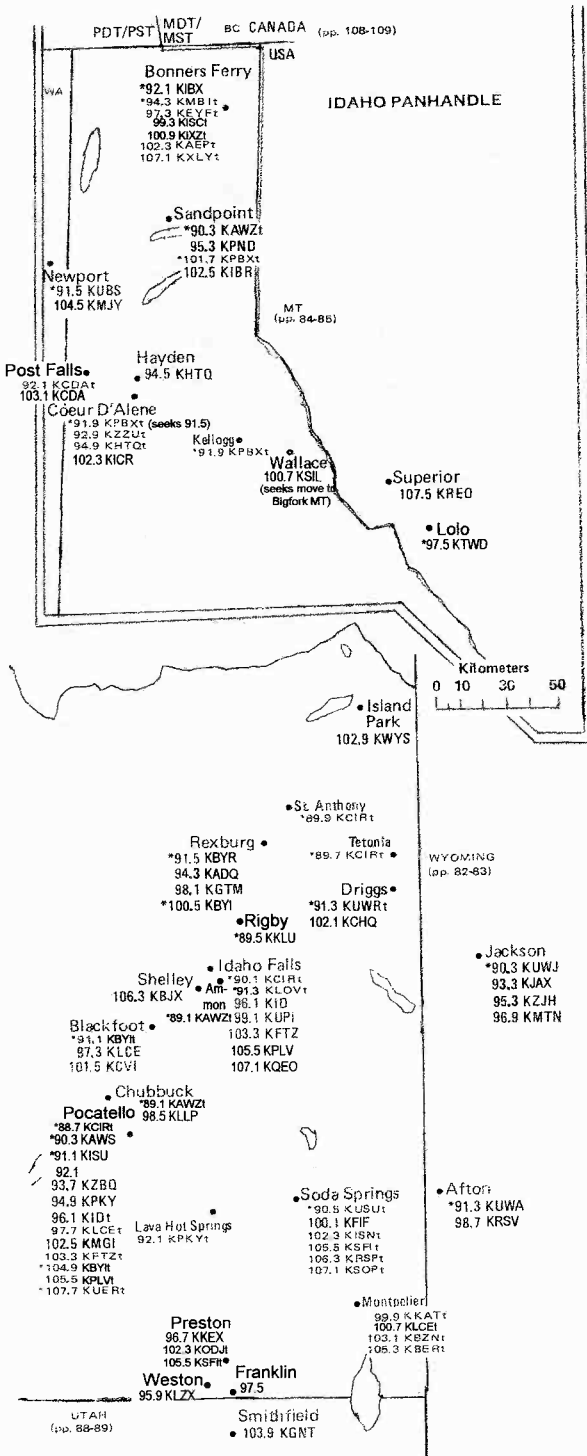 PDT/PST
MDT/
MST
BC CANADA (pp. 108-109)
USA
WA
IDAHO PANHANDLE
Bonners Ferry
*92.1 KIBX
*94.3 KMBIt
97.3 KEYFt
99.3 KISCt
100.9 KIXZt
102.3 KAEPt
107.1 KXLYt
Sandpoint
*90.3 KAWZt
95.3 KPND
*101.7 KPBXt
102.5 KIBR
Newport
*91.5 KUBS
104.5 KMJY
MT
(pp. 84-85)
Hayden
94.5 KHTQ
Post Falls
92.1 KCDAt
103.1 KCDA
Coeur D'Alene
*91.9 KPBXt (seeks 91.5)
92.9 KZZUt
94.9 KHTQt
102.3 KICR
Kellogg
*91.9 KPBXt
Wallace
100.7 KSIL
(seeks move to
Bigfork MT)
Superior
107.5 KREO
Lolo
*97.5 KTWD
Kilometers
0 10 30 50
Island
Park
102.9 KWYS
St. Anthony
*89.9 KCIRt
Rexburg
*91.5 KBYR
94.3 KADQ
98.1 KGTM
*100.5 KBYI
Tetonia
*89.7 KCIRt
WYOMING
(pp. 82-83)
Driggs
*91.3 KUWRt
102.1 KCHQ
Rigby
*89.5 KKLU
Jackson
*90.3 KUWJ
93.3 KJAX
95.3 KZJH
96.9 KMTN
Idaho Falls
*90.1 KCIRt
*91.3 KLOVt
96.1 KID
99.1 KUPI
103.3 KFTZ
105.5 KPLV
107.1 KQEO
Shelley
106.3 KBJX
Am-
mon
*89.1 KAWZt
Blackfoot
*91.1 KBYIt
97.3 KLCE
101.5 KCVI
Chubbuck
*89.1 KAWZt
98.5 KLLP
Pocatello
*88.7 KCIRt
*90.3 KAWS
*91.1 KISU
92.1
93.7 KZBQ
94.9 KPKY
96.1 KIDt
97.7 KLCEt
102.5 KMGI
103.3 KFTZt
*104.9 KBYIt
105.5 KPLVt
*107.7 KUERt
Lava Hot Springs
92.1 KPKYt
Soda Springs
*90.5 KUSUt
100.1 KFIF
102.3 KISNt
105.5 KSFIt
106.3 KRSPt
107.1 KSOPt
Afton
*91.3 KUWA
98.7 KRSV
Montpelier
99.9 KKATt
100.7 KLCEt
103.1 KBZNt
105.3 KBERt
Preston
96.7 KKEX
102.3 KODJt
105.5 KSFIt
Weston
95.9 KLZX
Franklin
97.5
UTAH
(pp. 88-89)
Smithfield
103.9 KGNT